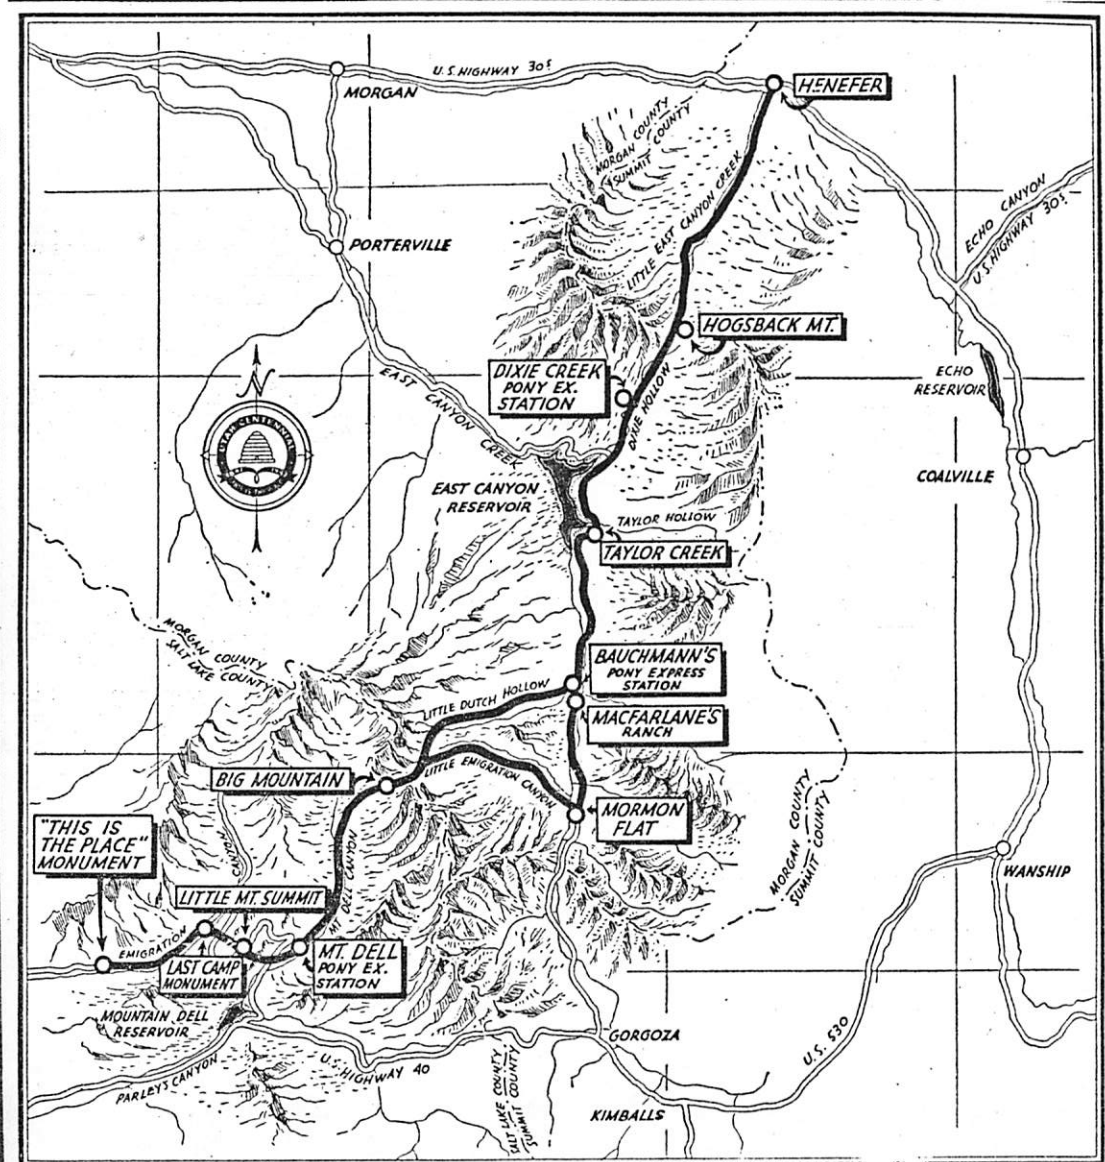 U.S. HIGHWAY 30S
MORGAN
HENEFER
MORGAN COUNTY
SUMMIT COUNTY
LITTLE EAST CANYON CREEK
ECHO CANYON
U.S. HIGHWAY 30S.
PORTERVILLE
HOGSBACK MT.
DIXIE CREEK
PONY EX.
STATION
DIXIE HOLLOW
ECHO
RESERVOIR
EAST CANYON CREEK
N
UTAH CENTENNIAL
COALVILLE
EAST CANYON
RESERVOIR
TAYLOR HOLLOW
TAYLOR CREEK
MORGAN COUNTY
SALT LAKE COUNTY
BAUCHMANN'S
PONY EXPRESS
STATION
LITTLE DUTCH HOLLOW
MACFARLANE'S
RANCH
BIG MOUNTAIN
LITTLE EMIGRATION CANYON
MORMON
FLAT
MORGAN COUNTY
SUMMIT COUNTY
"THIS IS
THE PLACE"
MONUMENT
CANYON
MT. DELL CANYON
WANSHIP
LITTLE MT. SUMMIT
EMIGRATION
LAST CAMP
MONUMENT
MT. DELL
PONY EX.
STATION
MOUNTAIN DELL
RESERVOIR
GORGOZA
U.S. 530
PARLEY'S CANYON
U.S. HIGHWAY 40
SALT LAKE COUNTY
SUMMIT COUNTY
KIMBALLS